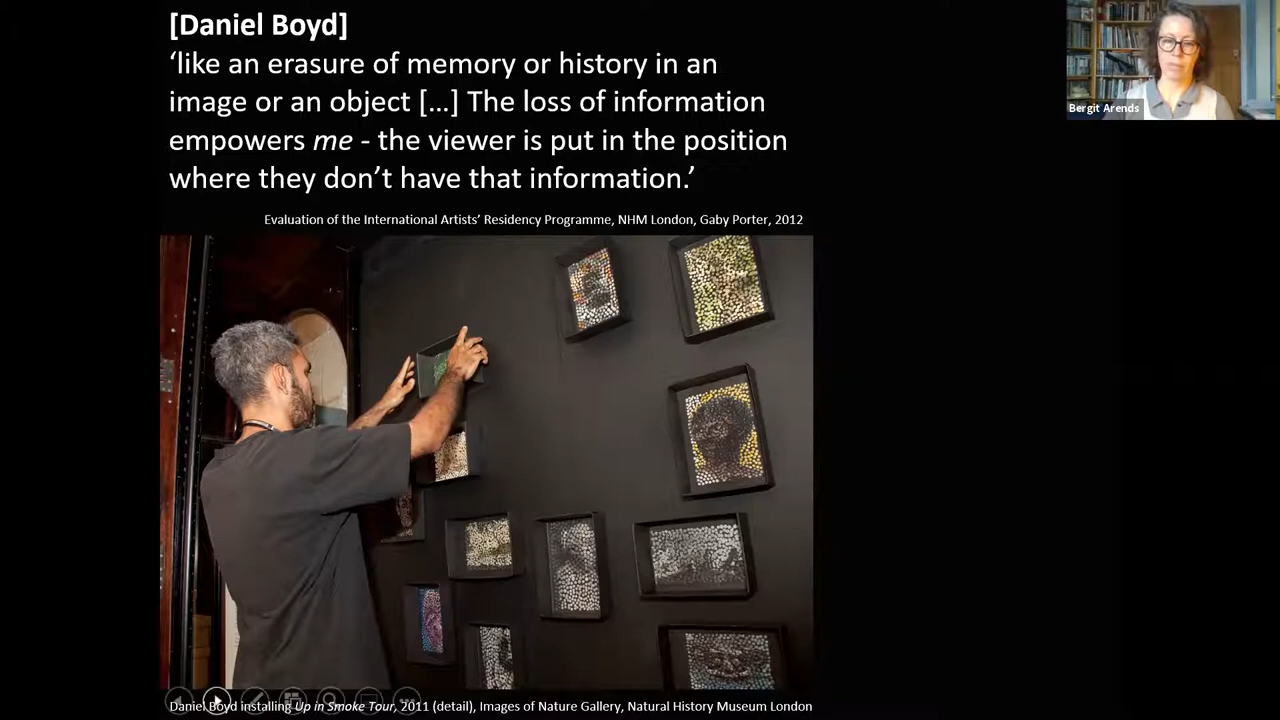 [Daniel Boyd]
‘like an erasure of memory or history in an
image or an object […] The loss of information
empowers me - the viewer is put in the position
where they don’t have that information.’
Evaluation of the International Artists’ Residency Programme, NHM London, Gaby Porter, 2012
Bergit Arends
Daniel Boyd installing Up in Smoke Tour, 2011 (detail), Images of Nature Gallery, Natural History Museum London